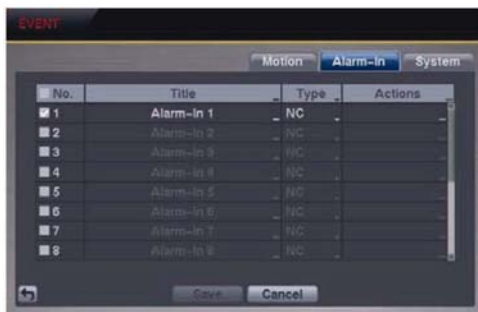 EVENT
Motion Alarm-In System
No. Title Type Actions
1 Alarm-In 1 NC
2 Alarm-In 2 NC
3 Alarm-In 3 NC
4 Alarm-In 4 NC
5 Alarm-In 5 NC
6 Alarm-In 6 NC
7 Alarm-In 7 NC
8 Alarm-In 8 NC
Save Cancel